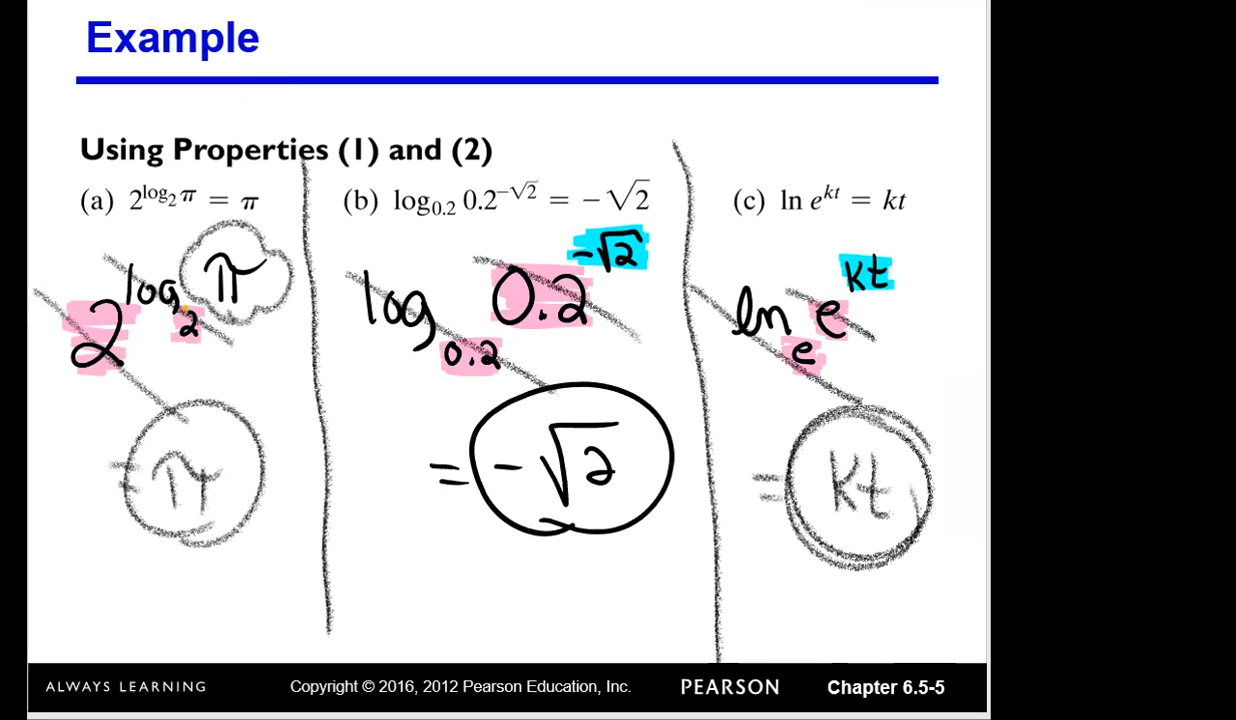 Example
Using Properties (1) and (2)
(a) 2^{log₂ π} = π
(b) log₀.₂ 0.2^{-√2} = -√2
(c) ln e^{kt} = kt
2^{log₂ π}
= π
log₀.₂ 0.2^{-√2}
= -√2
lnₑ e^{kt}
= kt
ALWAYS LEARNING
Copyright © 2016, 2012 Pearson Education, Inc.
PEARSON
Chapter 6.5-5